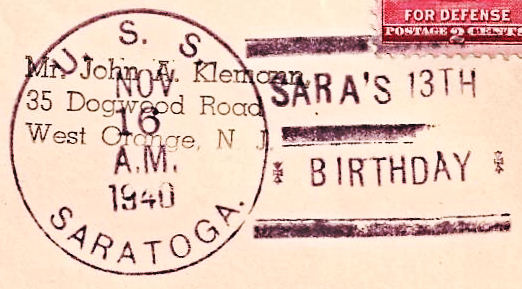 FOR DEFENSE
POSTAGE 2 CENTS
U. S. S.
SARATOGA.
NOV
16
A.M.
1940
Mr. John A. Klemann
35 Dogwood Road
West Orange, N. J.
SARA'S 13TH
BIRTHDAY